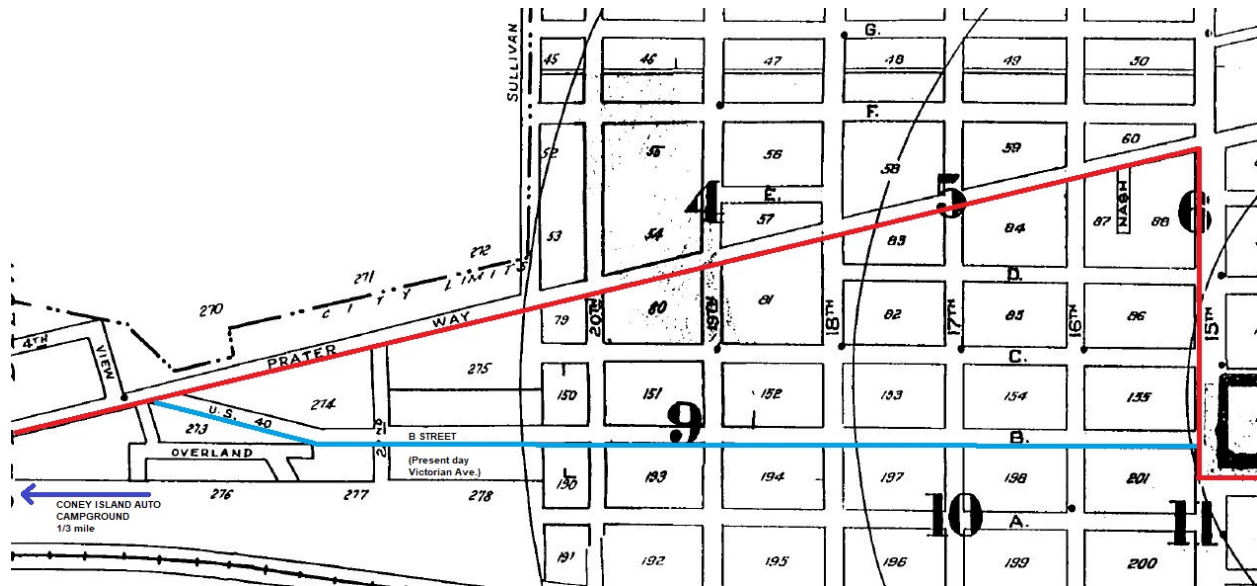 SULLIVAN
G.
45 46 47 48 49 50
F.
52 55 56 58 59 60
4 5 6
E.
NASH
53 54 57 83 84 87 88
272
271
270
CITY LIMITS
D.
79 80 81 82 85 86
20TH 19TH 18TH 17TH 16TH 15TH
PRATER WAY
4TH
VIEW
C.
275
274
150 151 152 153 154 155
9
U.S. 40
273
B STREET
B.
OVERLAND
(Present day
Victorian Ave.)
190 193 194 197 198 201
276 277 278
CONEY ISLAND AUTO
CAMPGROUND
1/3 mile
10 11
A.
191 192 195 196 199 200